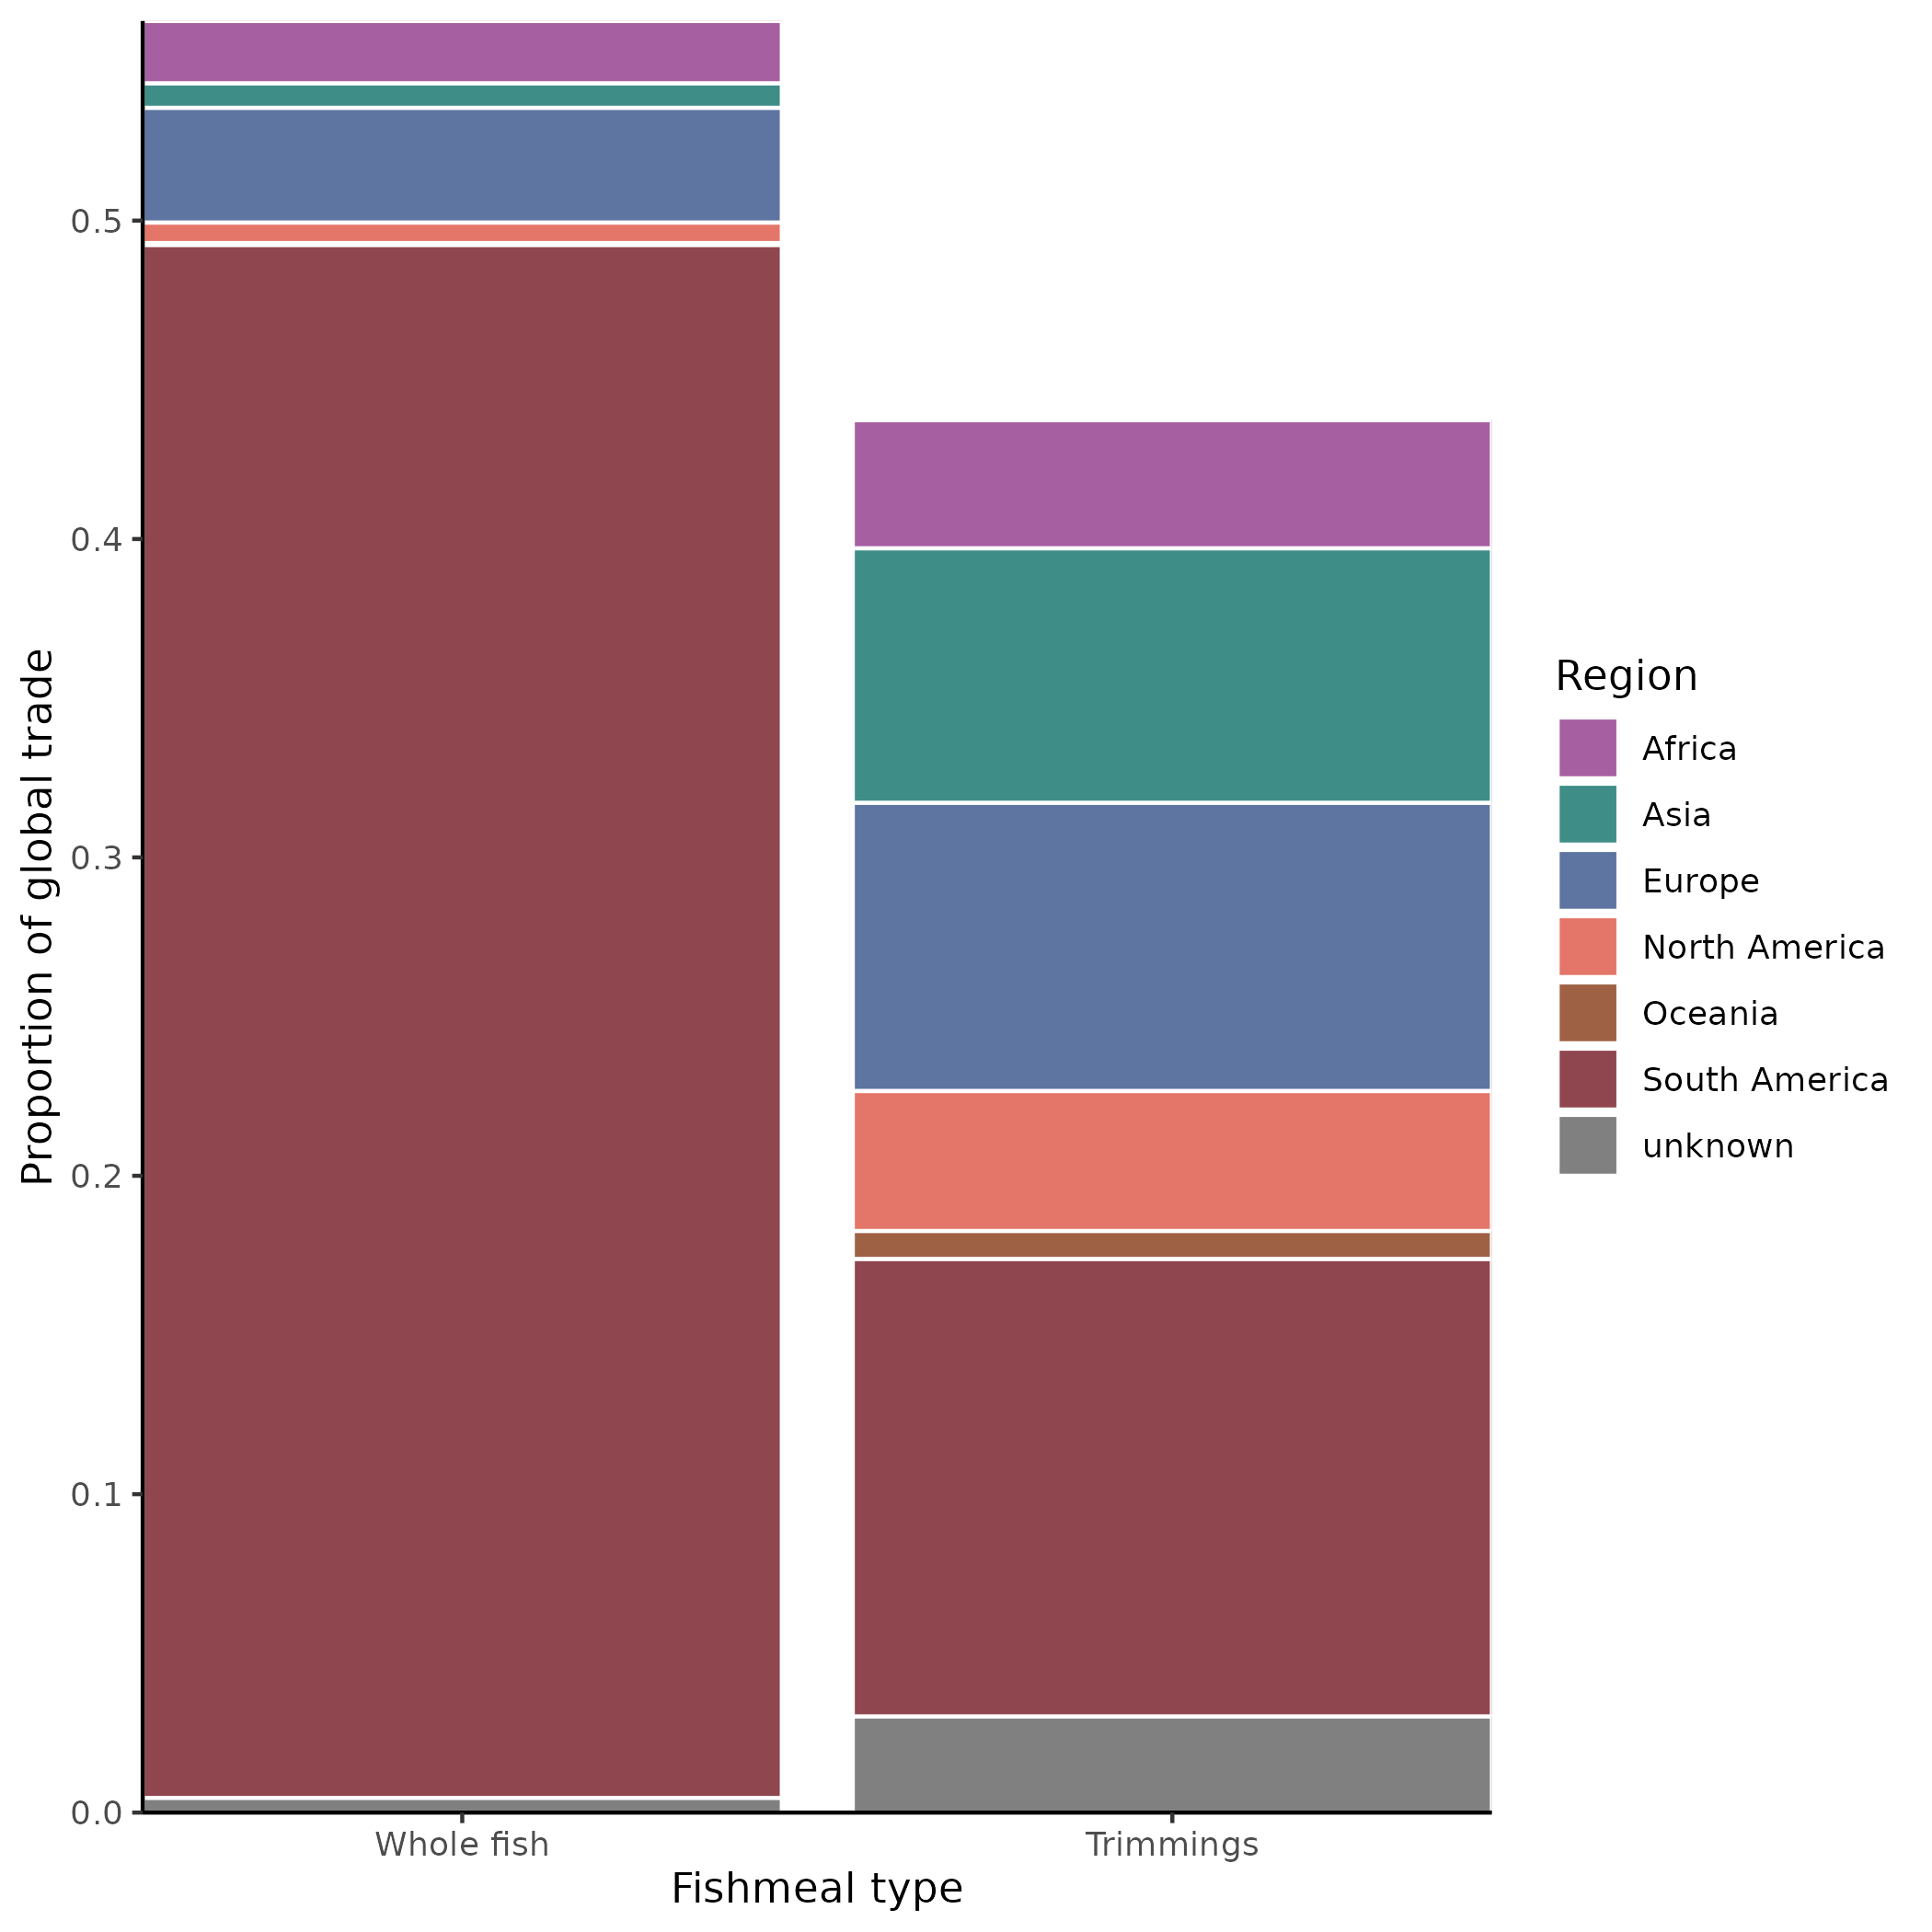 Proportion of global trade
0.5
0.4
0.3
0.2
0.1
0.0
Whole fish
Trimmings
Fishmeal type
Region
Africa
Asia
Europe
North America
Oceania
South America
unknown